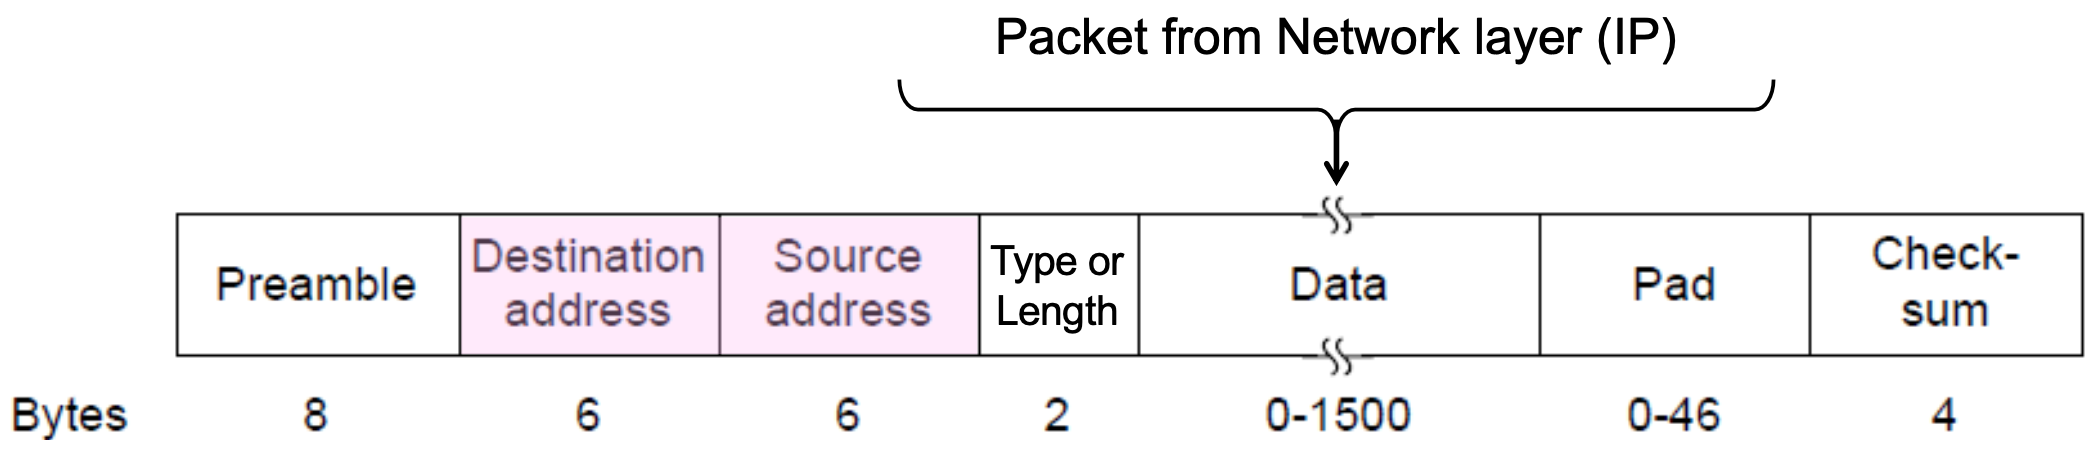 Packet from Network layer (IP)
Preamble
Destination
address
Source
address
Type or
Length
Data
Pad
Check-
sum
Bytes 8 6 6 2 0-1500 0-46 4